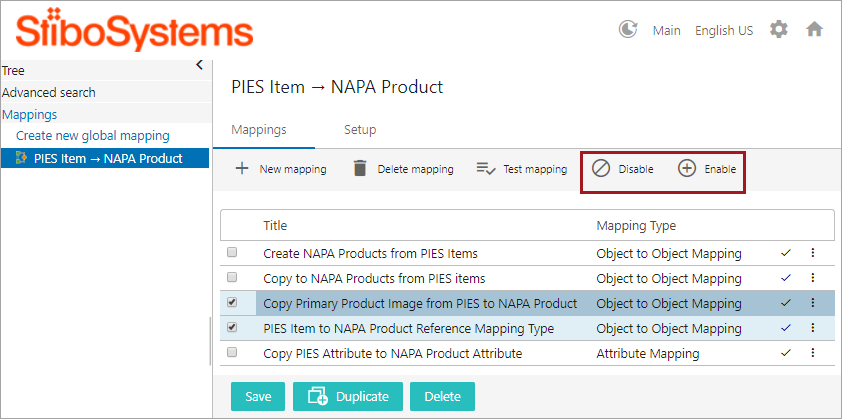 StiboSystems
Main English US
Tree
Advanced search
Mappings
Create new global mapping
PIES Item → NAPA Product
PIES Item → NAPA Product
Mappings Setup
New mapping Delete mapping Test mapping Disable Enable
Title Mapping Type
Create NAPA Products from PIES Items Object to Object Mapping
Copy to NAPA Products from PIES items Object to Object Mapping
Copy Primary Product Image from PIES to NAPA Product Object to Object Mapping
PIES Item to NAPA Product Reference Mapping Type Object to Object Mapping
Copy PIES Attribute to NAPA Product Attribute Attribute Mapping
Save Duplicate Delete